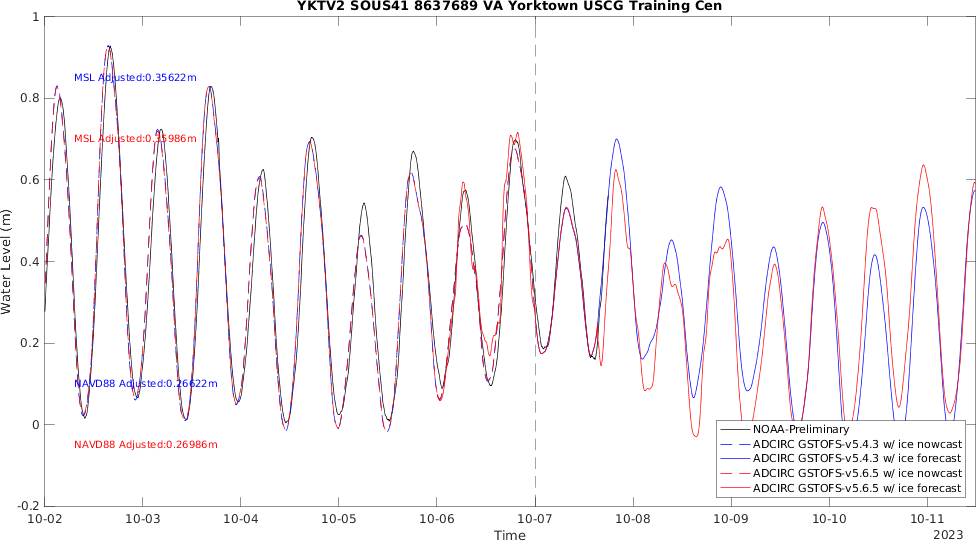 YKTV2 SOUS41 8637689 VA Yorktown USCG Training Cen
1
0.8
0.6
0.4
0.2
0
-0.2
Water Level (m)
MSL Adjusted:0.35622m
MSL Adjusted:0.35986m
NAVD88 Adjusted:0.26622m
NAVD88 Adjusted:0.26986m
NOAA-Preliminary
ADCIRC GSTOFS-v5.4.3 w/ ice nowcast
ADCIRC GSTOFS-v5.4.3 w/ ice forecast
ADCIRC GSTOFS-v5.6.5 w/ ice nowcast
ADCIRC GSTOFS-v5.6.5 w/ ice forecast
10-02 10-03 10-04 10-05 10-06 10-07 10-08 10-09 10-10 10-11
Time
2023